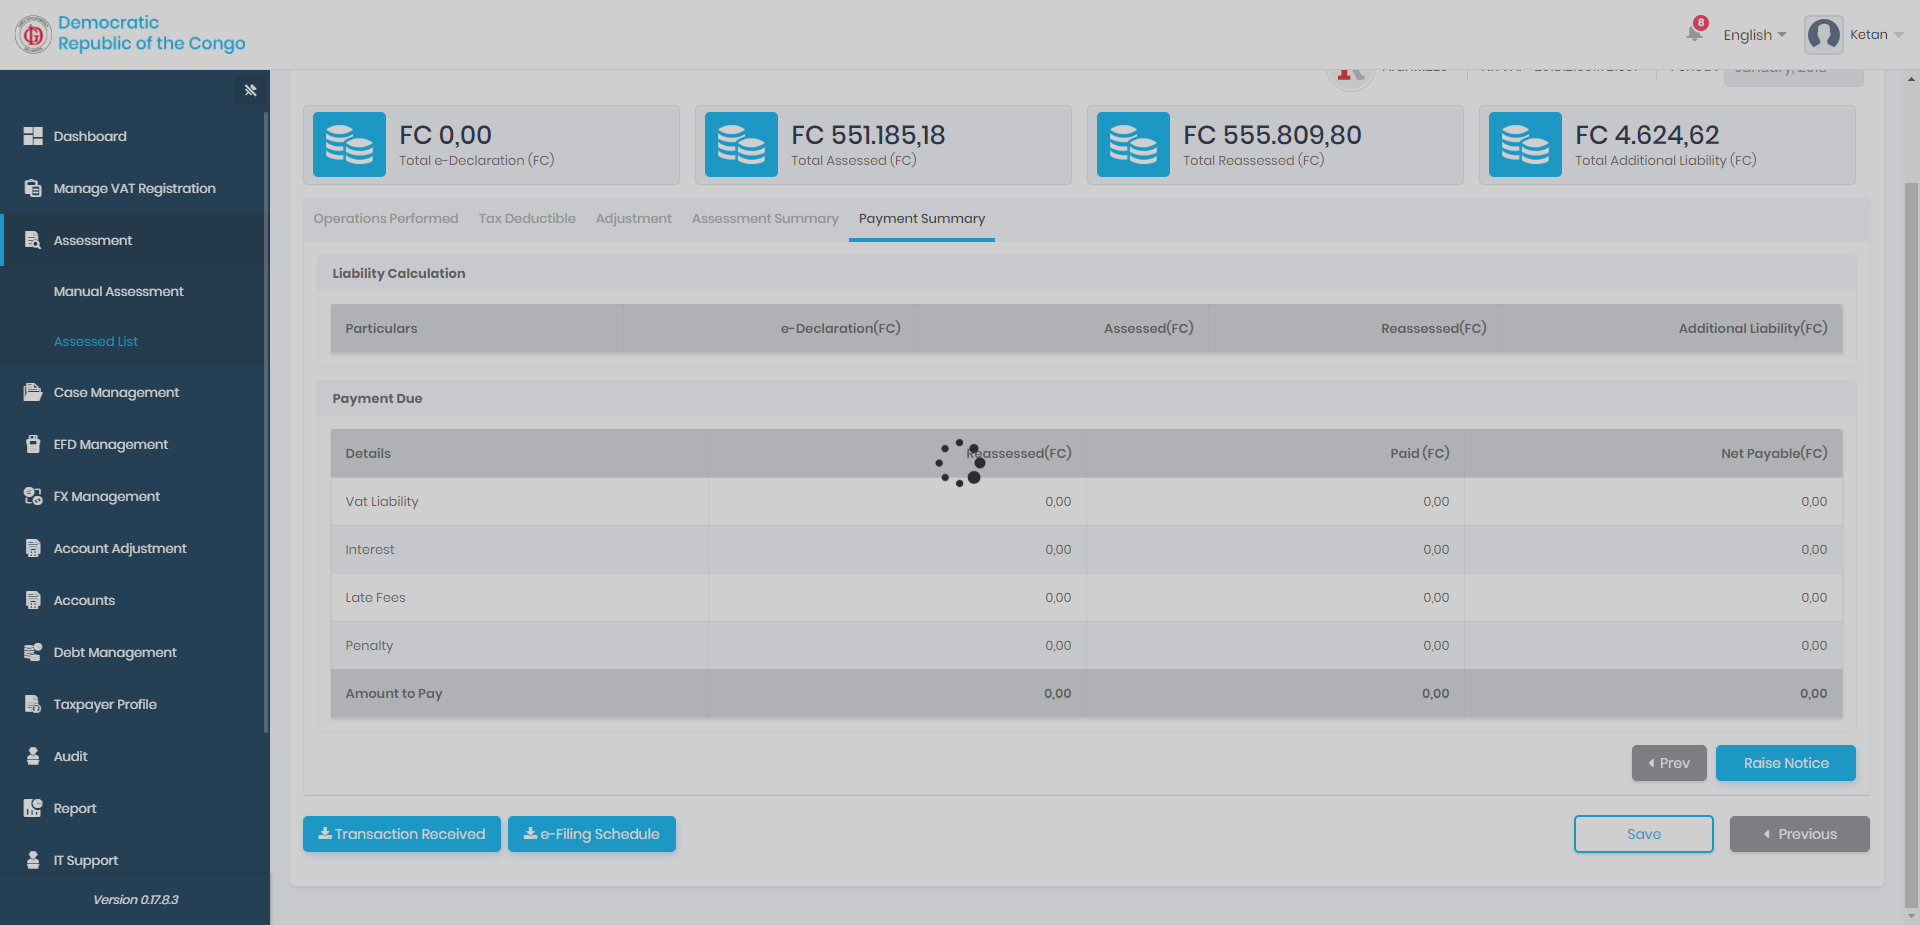 Democratic
Republic of the Congo
8
English
Ketan
FC 0,00
Total e-Declaration (FC)
FC 551.185,18
Total Assessed (FC)
FC 555.809,80
Total Reassessed (FC)
FC 4.624,62
Total Additional Liability (FC)
Dashboard
Manage VAT Registration
Assessment
Manual Assessment
Assessed List
Case Management
EFD Management
FX Management
Account Adjustment
Accounts
Debt Management
Taxpayer Profile
Audit
Report
IT Support
Version 0.17.8.3
Operations Performed Tax Deductible Adjustment Assessment Summary Payment Summary
Liability Calculation
Particulars e-Declaration(FC) Assessed(FC) Reassessed(FC) Additional Liability(FC)
Payment Due
Details Reassessed(FC) Paid (FC) Net Payable(FC)
Vat Liability 0,00 0,00 0,00
Interest 0,00 0,00 0,00
Late Fees 0,00 0,00 0,00
Penalty 0,00 0,00 0,00
Amount to Pay 0,00 0,00 0,00
Prev Raise Notice
Transaction Received e-Filing Schedule Save Previous